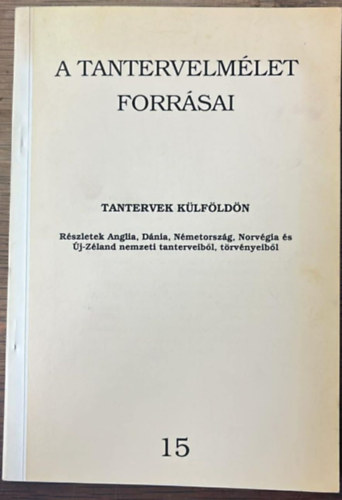 A TANTERVELMÉLET
FORRÁSAI
TANTERVEK KÜLFÖLDÖN
Részletek Anglia, Dánia, Németország, Norvégia és
Új-Zéland nemzeti tanterveiből, törvényeiből
15